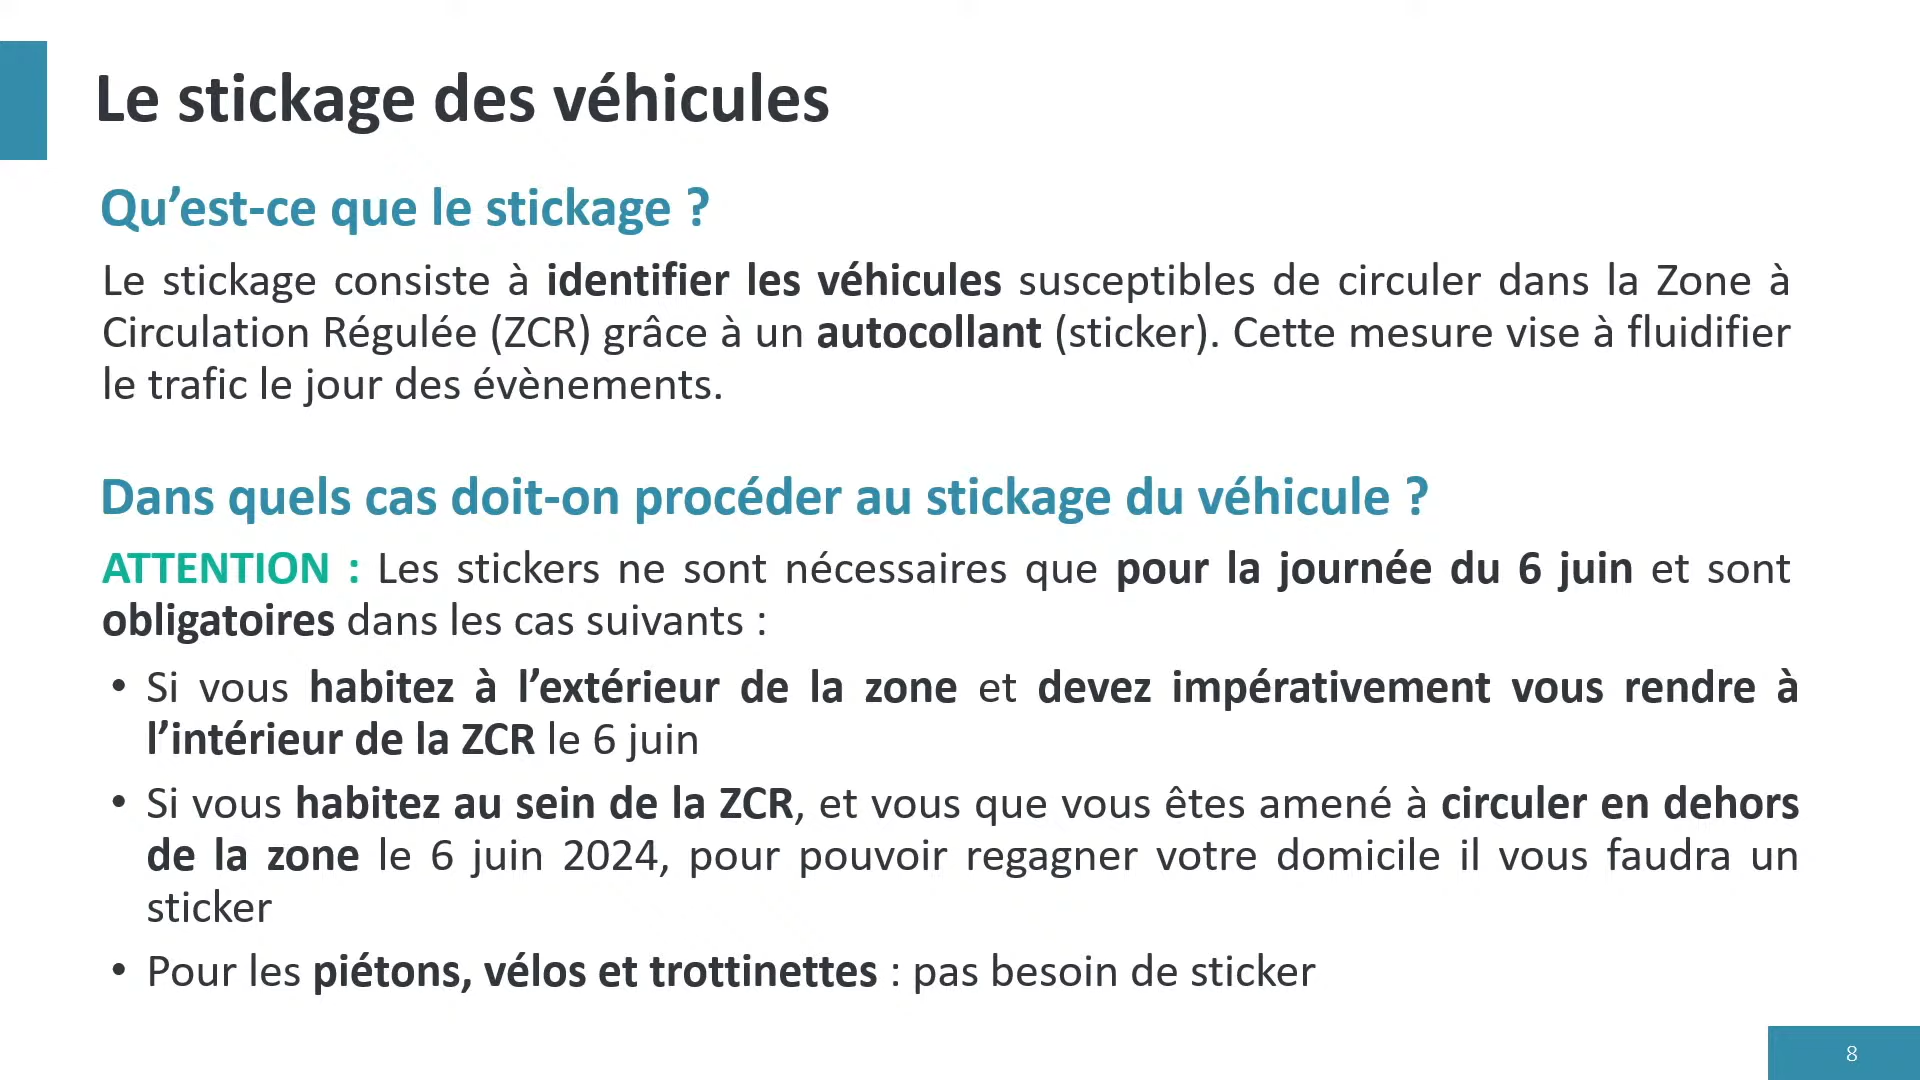 Le stickage des véhicules
Qu’est-ce que le stickage ?
Le stickage consiste à identifier les véhicules susceptibles de circuler dans la Zone à
Circulation Régulée (ZCR) grâce à un autocollant (sticker). Cette mesure vise à fluidifier
le trafic le jour des évènements.
Dans quels cas doit-on procéder au stickage du véhicule ?
ATTENTION : Les stickers ne sont nécessaires que pour la journée du 6 juin et sont
obligatoires dans les cas suivants :
• Si vous habitez à l’extérieur de la zone et devez impérativement vous rendre à
l’intérieur de la ZCR le 6 juin
• Si vous habitez au sein de la ZCR, et vous que vous êtes amené à circuler en dehors
de la zone le 6 juin 2024, pour pouvoir regagner votre domicile il vous faudra un
sticker
• Pour les piétons, vélos et trottinettes : pas besoin de sticker
8